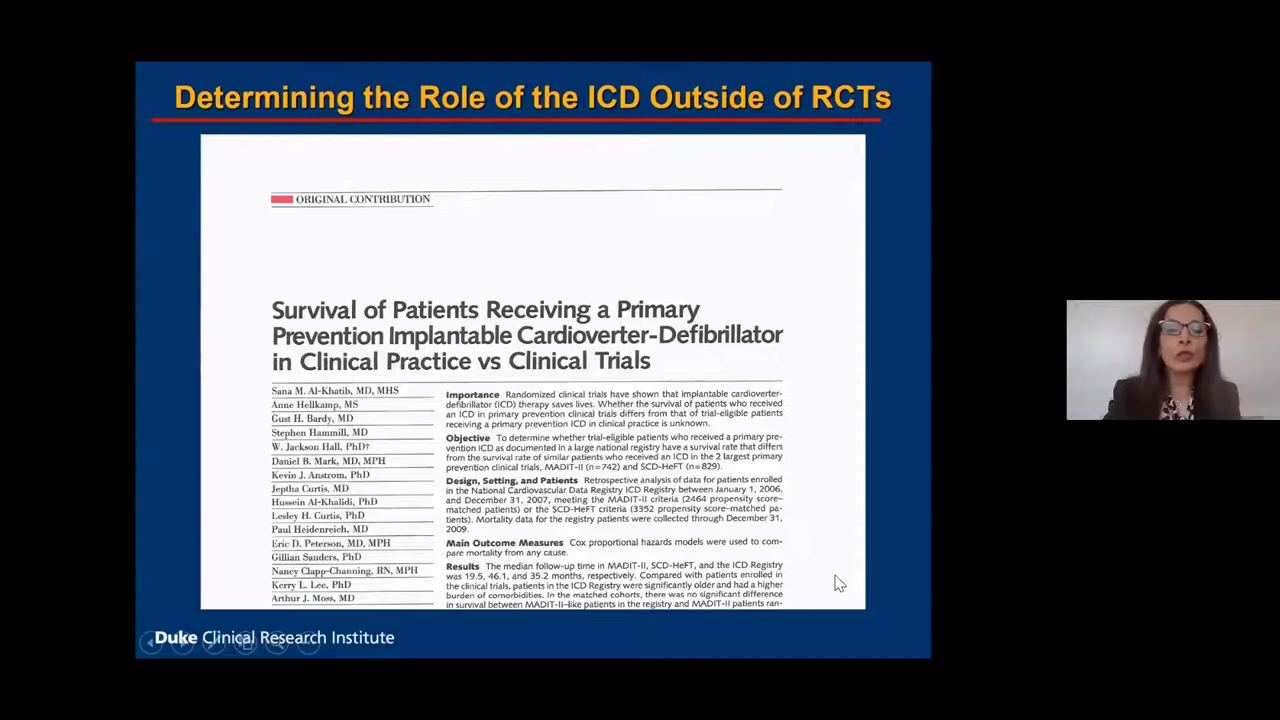 Determining the Role of the ICD Outside of RCTs
ORIGINAL CONTRIBUTION
Survival of Patients Receiving a Primary
Prevention Implantable Cardioverter-Defibrillator
in Clinical Practice vs Clinical Trials
Sana M. Al-Khatib, MD, MHS
Anne Hellkamp, MS
Gust H. Bardy, MD
Stephen Hammill, MD
W. Jackson Hall, PhD†
Daniel B. Mark, MD, MPH
Kevin J. Anstrom, PhD
Jeptha Curtis, MD
Hussein Al-Khalidi, PhD
Lesley H. Curtis, PhD
Paul Heidenreich, MD
Eric D. Peterson, MD, MPH
Gillian Sanders, PhD
Nancy Clapp-Channing, RN, MPH
Kerry L. Lee, PhD
Arthur J. Moss, MD
Importance Randomized clinical trials have shown that implantable cardioverter-
defibrillator (ICD) therapy saves lives. Whether the survival of patients who received
an ICD in primary prevention clinical trials differs from that of trial-eligible patients
receiving a primary prevention ICD in clinical practice is unknown.
Objective To determine whether trial-eligible patients who received a primary pre-
vention ICD as documented in a large national registry have a survival rate that differs
from the survival rate of similar patients who received an ICD in the 2 largest primary
prevention clinical trials, MADIT-II (n=742) and SCD-HeFT (n=829).
Design, Setting, and Patients Retrospective analysis of data for patients enrolled
in the National Cardiovascular Data Registry ICD Registry between January 1, 2006,
and December 31, 2007, meeting the MADIT-II criteria (2464 propensity score–
matched patients) or the SCD-HeFT criteria (3352 propensity score–matched pa-
tients). Mortality data for the registry patients were collected through December 31,
2009.
Main Outcome Measures Cox proportional hazards models were used to com-
pare mortality from any cause.
Results The median follow-up time in MADIT-II, SCD-HeFT, and the ICD Registry
was 19.5, 46.1, and 35.2 months, respectively. Compared with patients enrolled in
the clinical trials, patients in the ICD Registry were significantly older and had a higher
burden of comorbidities. In the matched cohorts, there was no significant difference
in survival between MADIT-II–like patients in the registry and MADIT-II patients ran-
Duke Clinical Research Institute